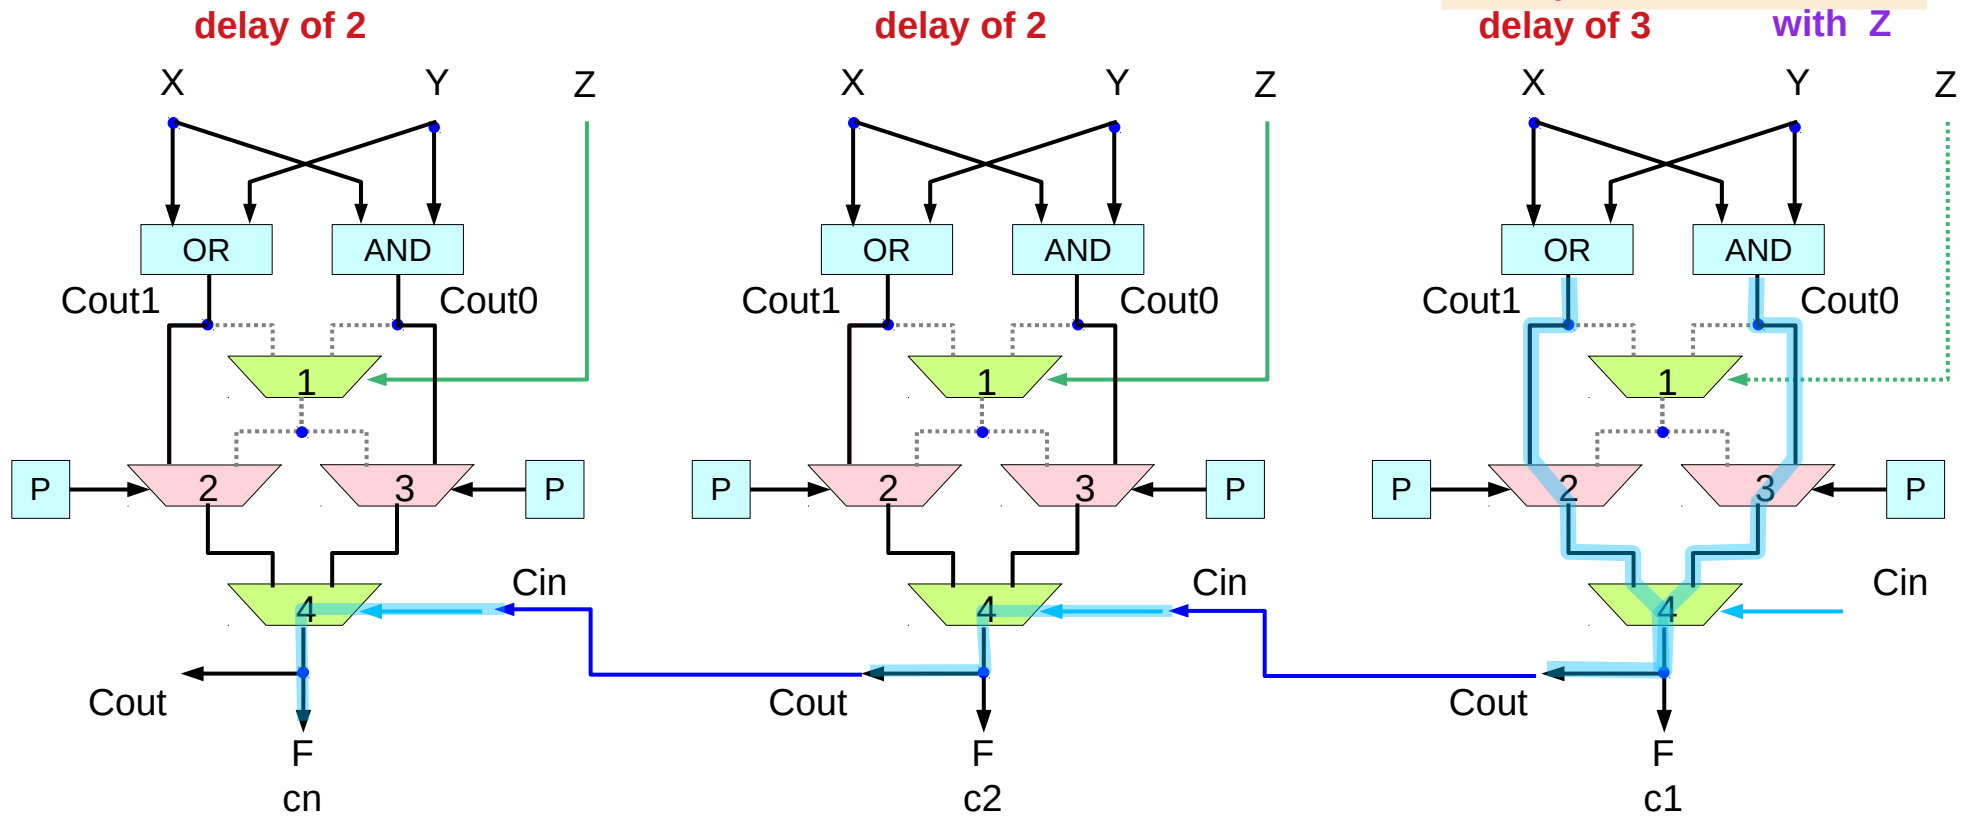 delay of 2 delay of 2 delay of 3 with Z
X Y Z X Y Z X Y Z
OR AND OR AND OR AND
Cout1 Cout0 Cout1 Cout0 Cout1 Cout0
1 1 1
P 2 3 P P 2 3 P P 2 3 P
Cin Cin Cin
4 4 4
Cout Cout Cout
F F F
cn c2 c1